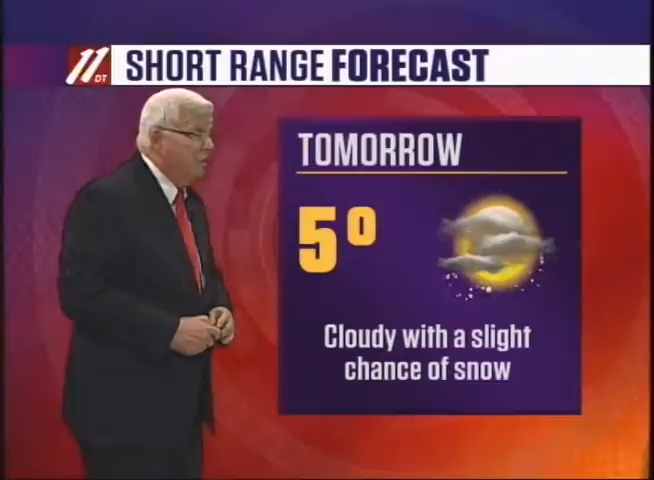 11 DT
SHORT RANGE FORECAST
TOMORROW
5°
Cloudy with a slight
chance of snow